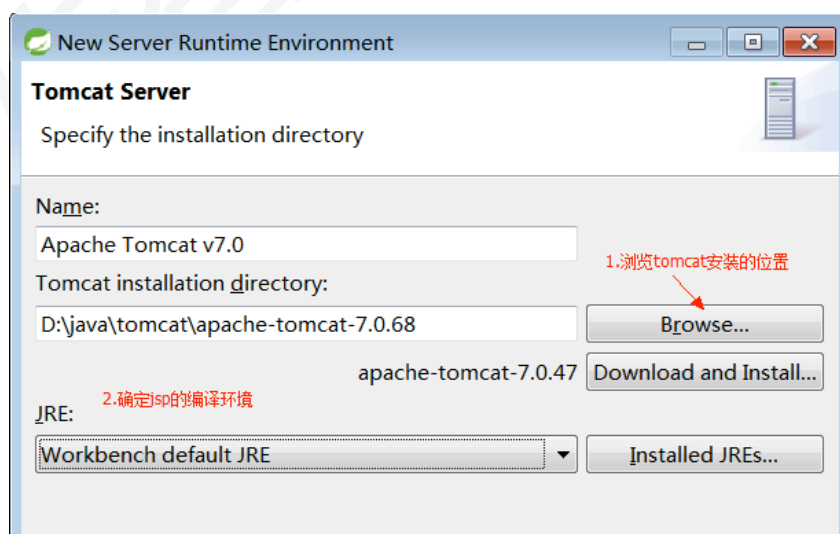 New Server Runtime Environment
Tomcat Server
Specify the installation directory
Name:
Apache Tomcat v7.0
1.浏览tomcat安装的位置
Tomcat installation directory:
D:\java\tomcat\apache-tomcat-7.0.68
Browse...
apache-tomcat-7.0.47
Download and Install...
2.确定jsp的编译环境
JRE:
Workbench default JRE
Installed JREs...